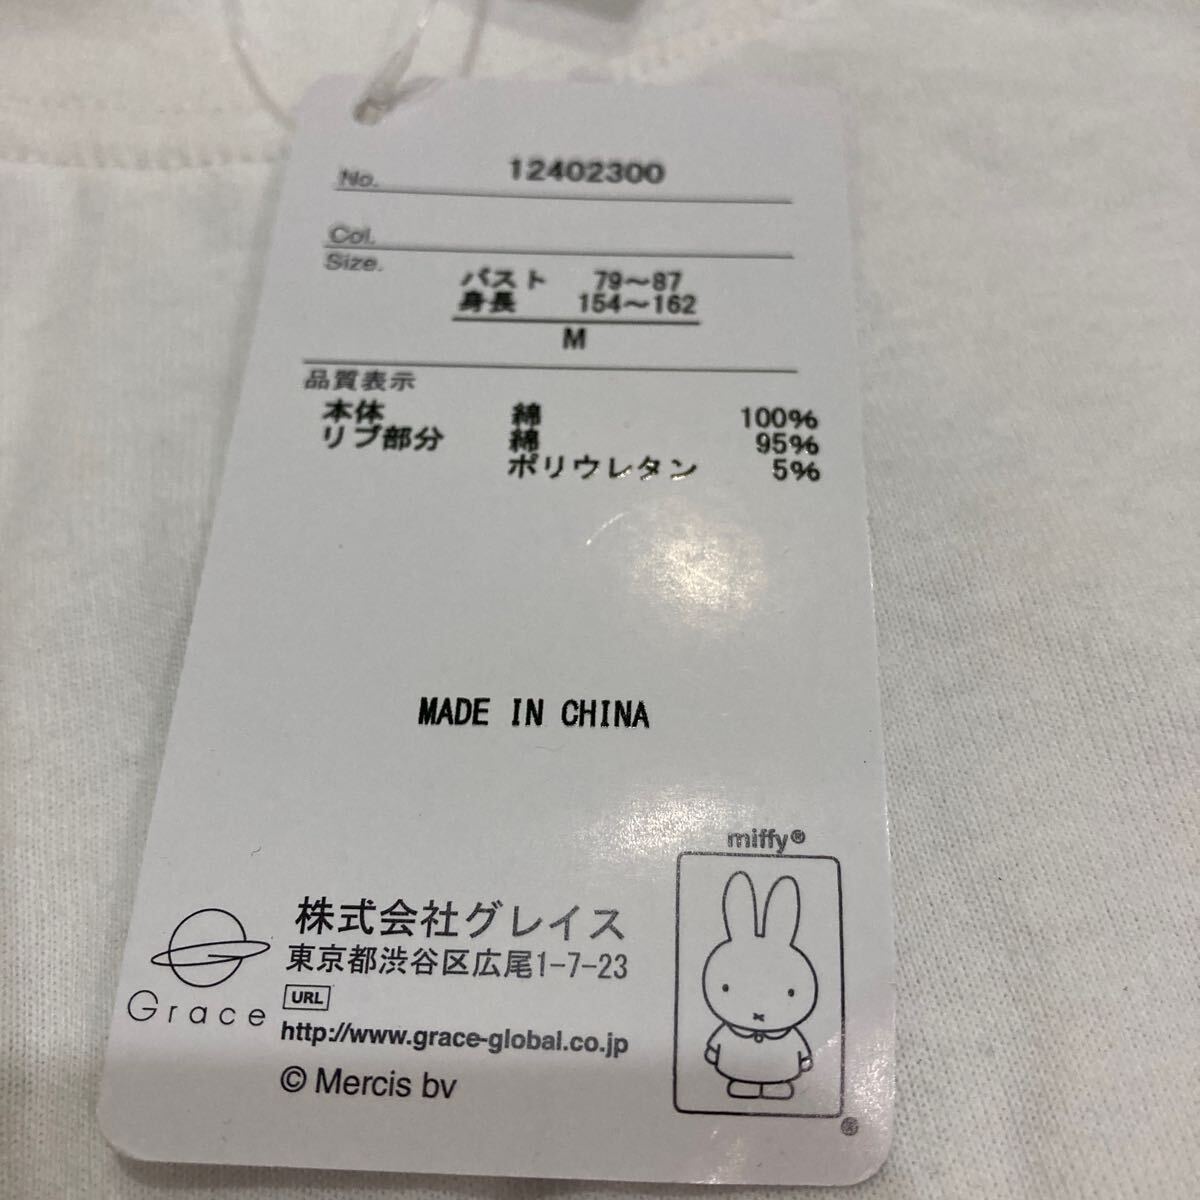 No. 12402300
Col.
Size.
バスト 79〜87
身長 154〜162
M
品質表示
本体 綿 100%
リブ部分 綿 95%
ポリウレタン 5%
MADE IN CHINA
miffy®
株式会社グレイス
東京都渋谷区広尾1-7-23
Grace
URL
http://www.grace-global.co.jp
© Mercis bv
®